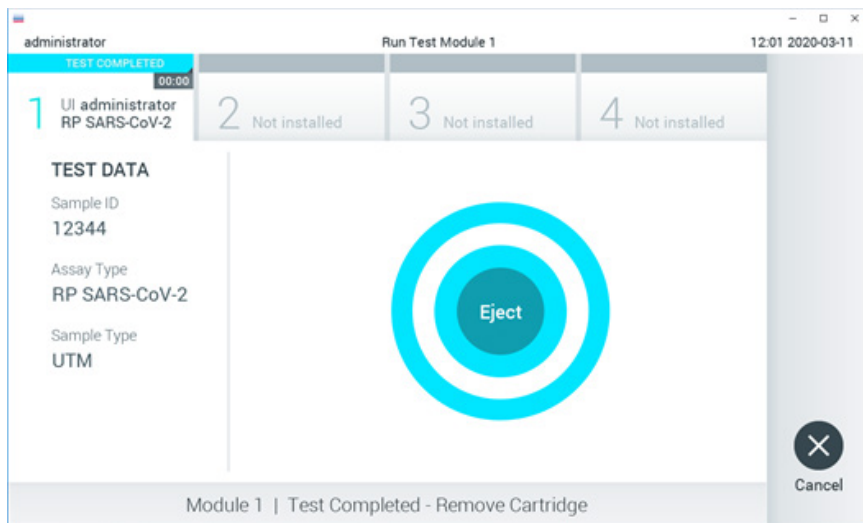 administrator Run Test Module 1 12:01 2020-03-11
TEST COMPLETED
00:00
1 UI administrator
RP SARS-CoV-2
2 Not installed
3 Not installed
4 Not installed
TEST DATA
Sample ID
12344
Assay Type
RP SARS-CoV-2
Sample Type
UTM
Eject
Cancel
Module 1 | Test Completed - Remove Cartridge